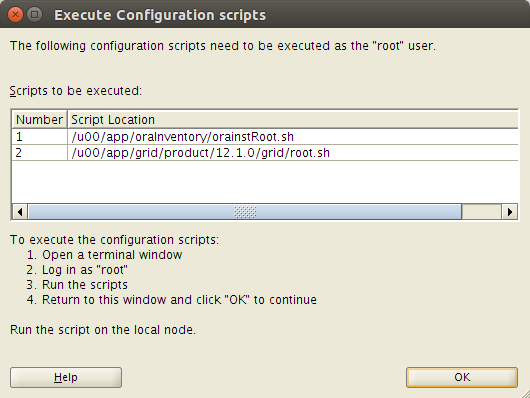 Execute Configuration scripts
The following configuration scripts need to be executed as the "root" user.
Scripts to be executed:
Number Script Location
1 /u00/app/oraInventory/orainstRoot.sh
2 /u00/app/grid/product/12.1.0/grid/root.sh
To execute the configuration scripts:
1. Open a terminal window
2. Log in as "root"
3. Run the scripts
4. Return to this window and click "OK" to continue
Run the script on the local node.
Help OK